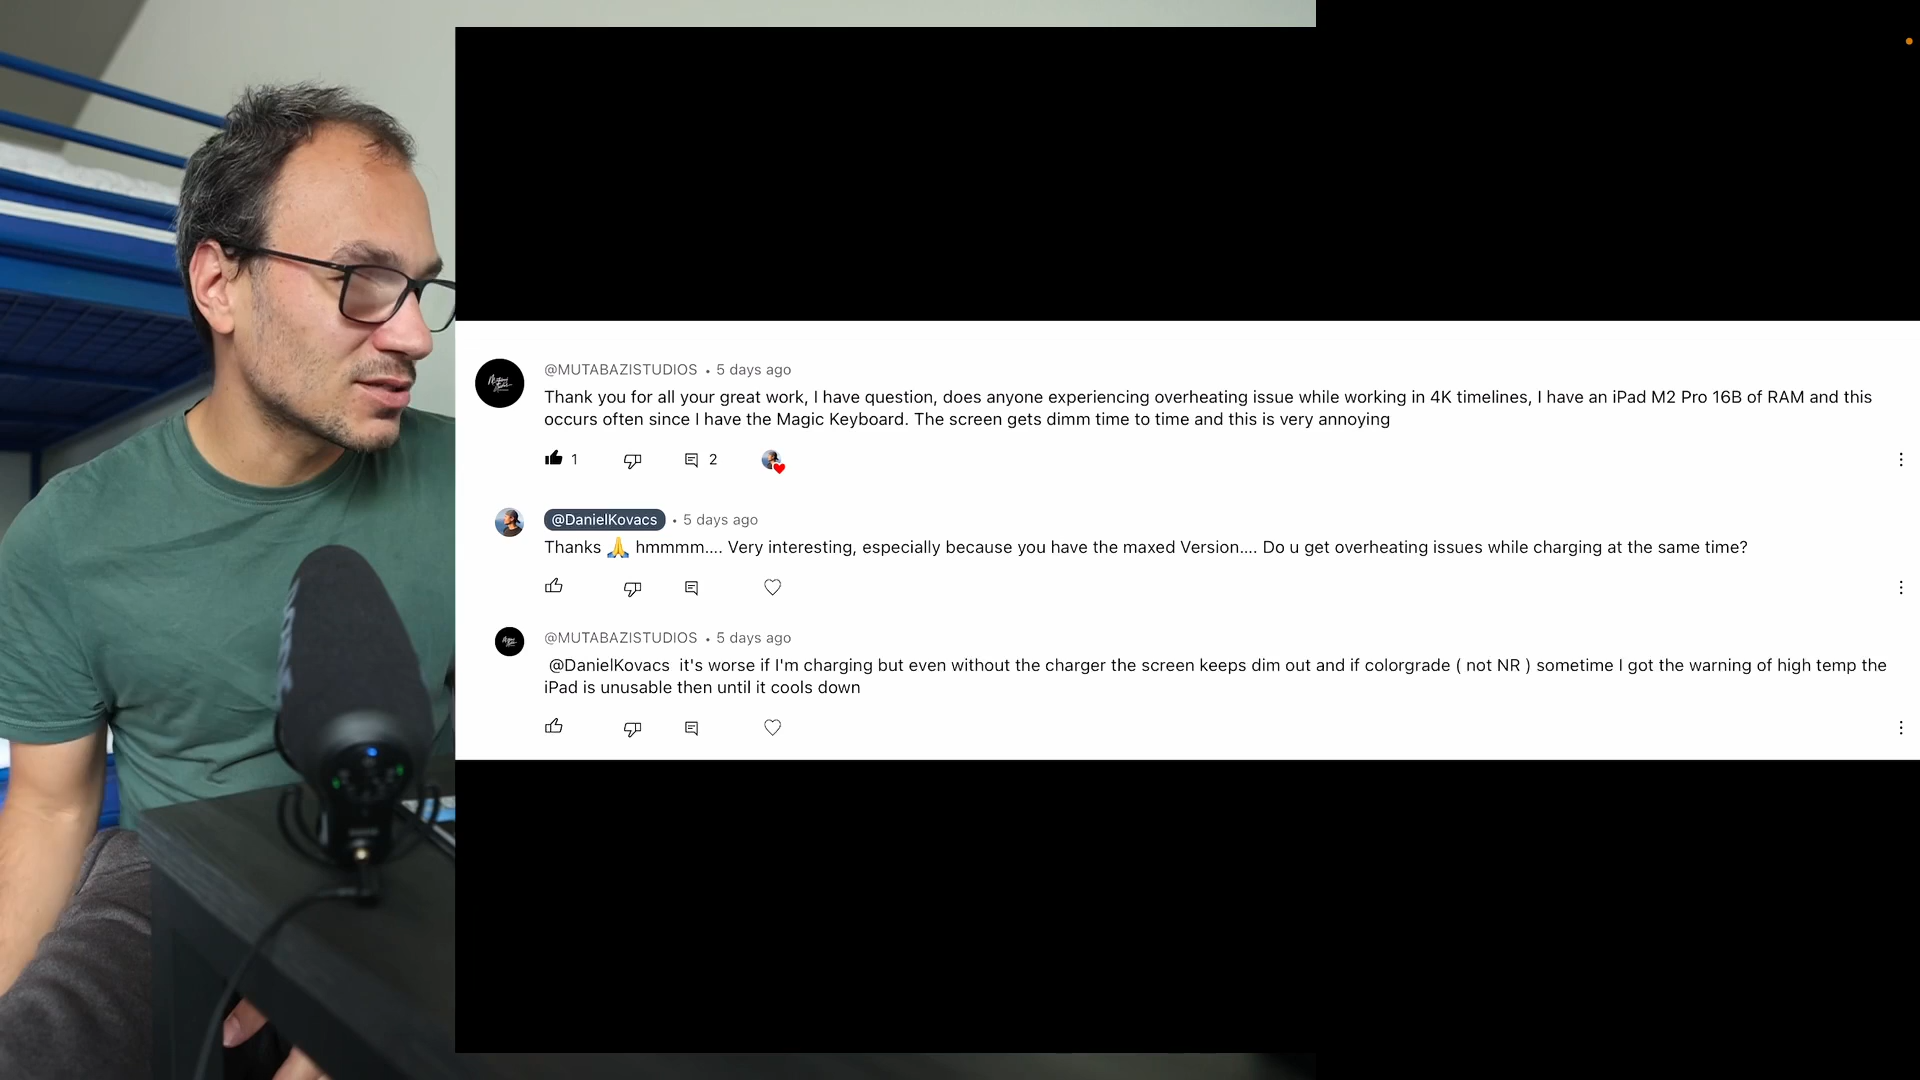 @MUTABAZISTUDIOS • 5 days ago
Thank you for all your great work, I have question, does anyone experiencing overheating issue while working in 4K timelines, I have an iPad M2 Pro 16B of RAM and this
occurs often since I have the Magic Keyboard. The screen gets dimm time to time and this is very annoying
1 2
@DanielKovacs • 5 days ago
Thanks 🙏 hmmmm.... Very interesting, especially because you have the maxed Version.... Do u get overheating issues while charging at the same time?
@MUTABAZISTUDIOS • 5 days ago
@DanielKovacs it's worse if I'm charging but even without the charger the screen keeps dim out and if colorgrade ( not NR ) sometime I got the warning of high temp the
iPad is unusable then until it cools down